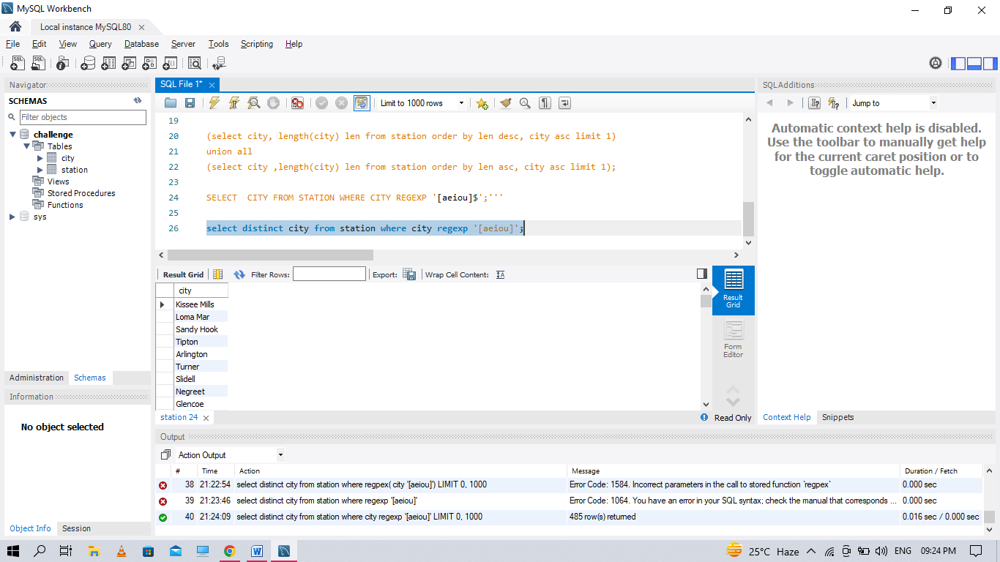 MySQL Workbench
Local instance MySQL80
File Edit View Query Database Server Tools Scripting Help
Navigator
SCHEMAS
Filter objects
challenge
Tables
city
station
Views
Stored Procedures
Functions
sys
Administration Schemas
Information
No object selected
Object Info Session
SQL File 1*
Limit to 1000 rows
19
20 (select city, length(city) len from station order by len desc, city asc limit 1)
21 union all
22 (select city ,length(city) len from station order by len asc, city asc limit 1);
23
24 SELECT  CITY FROM STATION WHERE CITY REGEXP '[aeiou]$';'''
25
26 select distinct city from station where city regexp '[aeiou]';
Result Grid Filter Rows: Export: Wrap Cell Content:
city
Kissee Mills
Loma Mar
Sandy Hook
Tipton
Arlington
Turner
Slidell
Negreet
Glencoe
Result
Grid
Form
Editor
station 24
Read Only
SQLAdditions
Jump to
Automatic context help is disabled.
Use the toolbar to manually get help
for the current caret position or to
toggle automatic help.
Context Help Snippets
Output
Action Output
# Time Action Message Duration / Fetch
38 21:22:54 select distinct city from station where regpex( city '[aeiou]') LIMIT 0, 1000 Error Code: 1584. Incorrect parameters in the call to stored function `regpex` 0.000 sec
39 21:23:46 select distinct city from station where regexp '[aeiou]' Error Code: 1064. You have an error in your SQL syntax; check the manual that corresponds ... 0.000 sec
40 21:24:09 select distinct city from station where city regexp '[aeiou]' LIMIT 0, 1000 485 row(s) returned 0.016 sec / 0.000 sec
25°C Haze ENG 09:24 PM